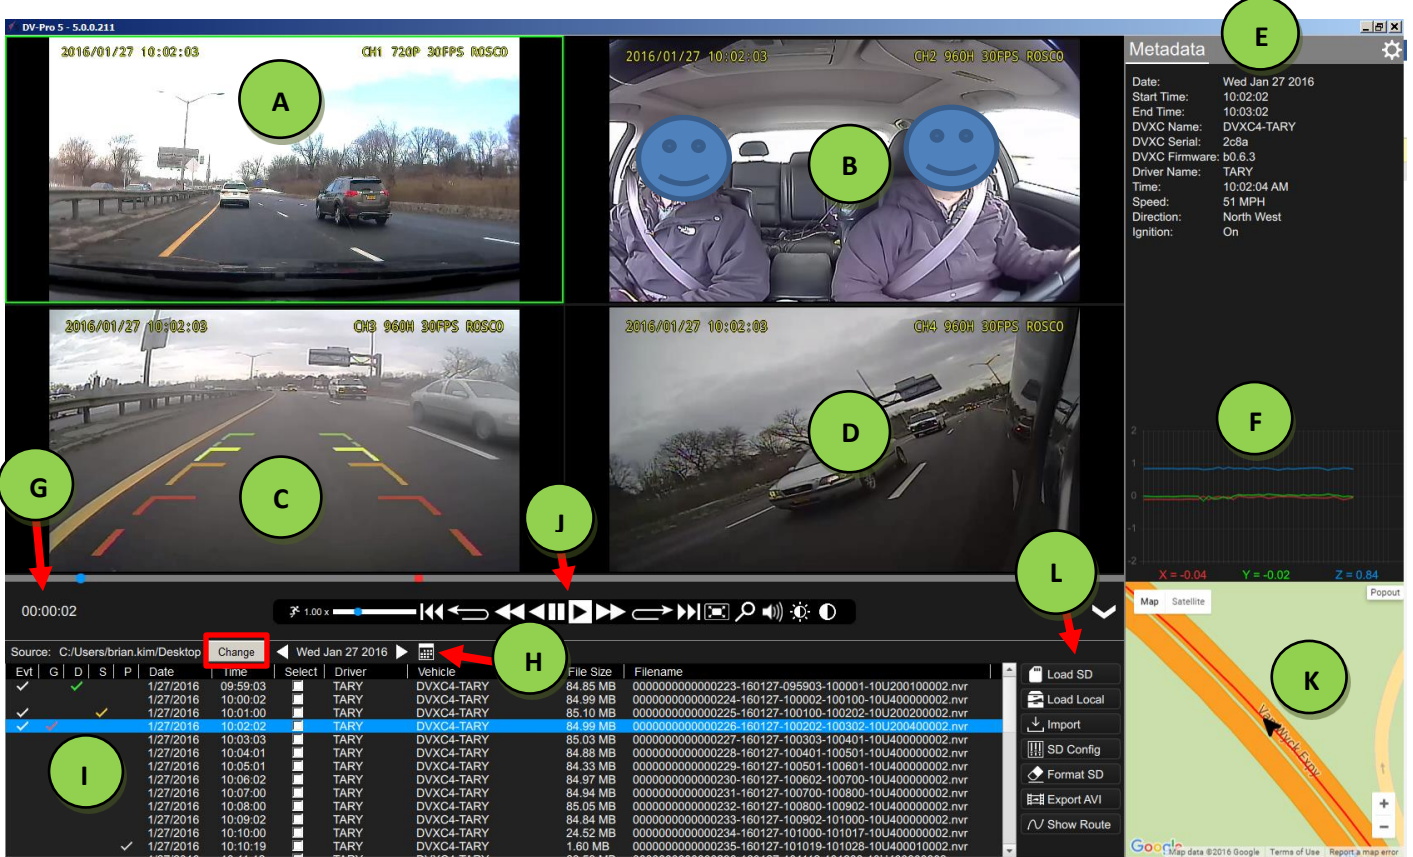 DV-Pro 5 - 5.0.0.211
E
2016/01/27 10:02:03
CH1 720P 30FPS ROSCO
A
2016/01/27 10:02:03
CH2 960H 30FPS ROSCO
B
Metadata
Date: Wed Jan 27 2016
Start Time: 10:02:02
End Time: 10:03:02
DVXC Name: DVXC4-TARY
DVXC Serial: 2c8a
DVXC Firmware: b0.6.3
Driver Name: TARY
Time: 10:02:04 AM
Speed: 51 MPH
Direction: North West
Ignition: On
2016/01/27 10:02:03
CH3 960H 30FPS ROSCO
C
2016/01/27 10:02:03
CH4 960H 30FPS ROSCO
D
F
2
1
0
-1
-2
X = -0.04 Y = -0.02 Z = 0.84
G
J
L
00:00:02
1.00 x
Map Satellite
Popout
K
Van Wyck Expy
+
−
Google
Map data ©2016 Google Terms of Use Report a map error
Source: C:/Users/brian.kim/Desktop Change Wed Jan 27 2016
H
Evt G D S P Date Time Select Driver Vehicle File Size Filename
1/27/2016 09:59:03 TARY DVXC4-TARY 84.85 MB 0000000000000223-160127-095903-100001-10U200100002.nvr
1/27/2016 10:00:02 TARY DVXC4-TARY 84.99 MB 0000000000000224-160127-100002-100100-10U400000002.nvr
1/27/2016 10:01:00 TARY DVXC4-TARY 85.10 MB 0000000000000225-160127-100100-100202-10U200200002.nvr
1/27/2016 10:02:02 TARY DVXC4-TARY 84.99 MB 0000000000000226-160127-100202-100302-10U200400002.nvr
1/27/2016 10:03:03 TARY DVXC4-TARY 85.03 MB 0000000000000227-160127-100303-100401-10U400000002.nvr
1/27/2016 10:04:01 TARY DVXC4-TARY 84.88 MB 0000000000000228-160127-100401-100501-10U400000002.nvr
1/27/2016 10:05:01 TARY DVXC4-TARY 84.33 MB 0000000000000229-160127-100501-100601-10U400000002.nvr
1/27/2016 10:06:02 TARY DVXC4-TARY 84.97 MB 0000000000000230-160127-100602-100700-10U400000002.nvr
1/27/2016 10:07:00 TARY DVXC4-TARY 84.94 MB 0000000000000231-160127-100700-100800-10U400000002.nvr
1/27/2016 10:08:00 TARY DVXC4-TARY 85.05 MB 0000000000000232-160127-100800-100902-10U400000002.nvr
1/27/2016 10:09:02 TARY DVXC4-TARY 84.84 MB 0000000000000233-160127-100902-101000-10U400000002.nvr
1/27/2016 10:10:00 TARY DVXC4-TARY 24.52 MB 0000000000000234-160127-101000-101017-10U400000002.nvr
1/27/2016 10:10:19 TARY DVXC4-TARY 1.60 MB 0000000000000235-160127-101019-101028-10U400010002.nvr
I
Load SD
Load Local
Import
SD Config
Format SD
Export AVI
Show Route